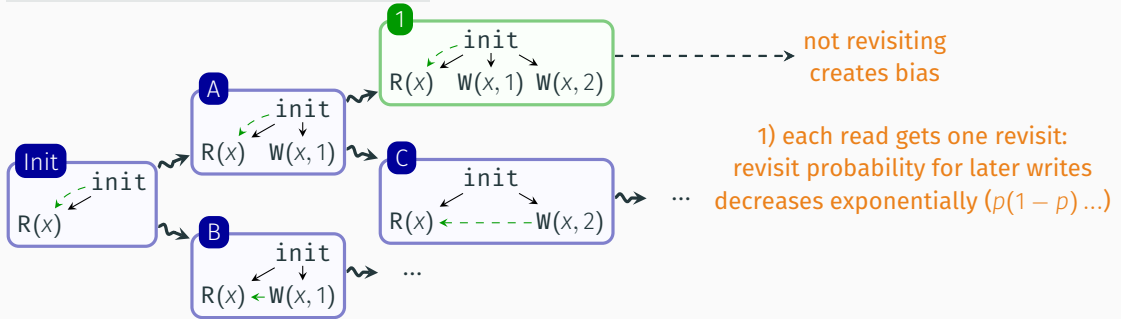 1
init
R(x) W(x, 1) W(x, 2)
not revisiting
creates bias
A
init
R(x) W(x, 1)
1) each read gets one revisit:
revisit probability for later writes
decreases exponentially (p(1 − p) ...)
Init
init
R(x)
C
init
R(x) W(x, 2)
...
B
init
R(x) W(x, 1)
...